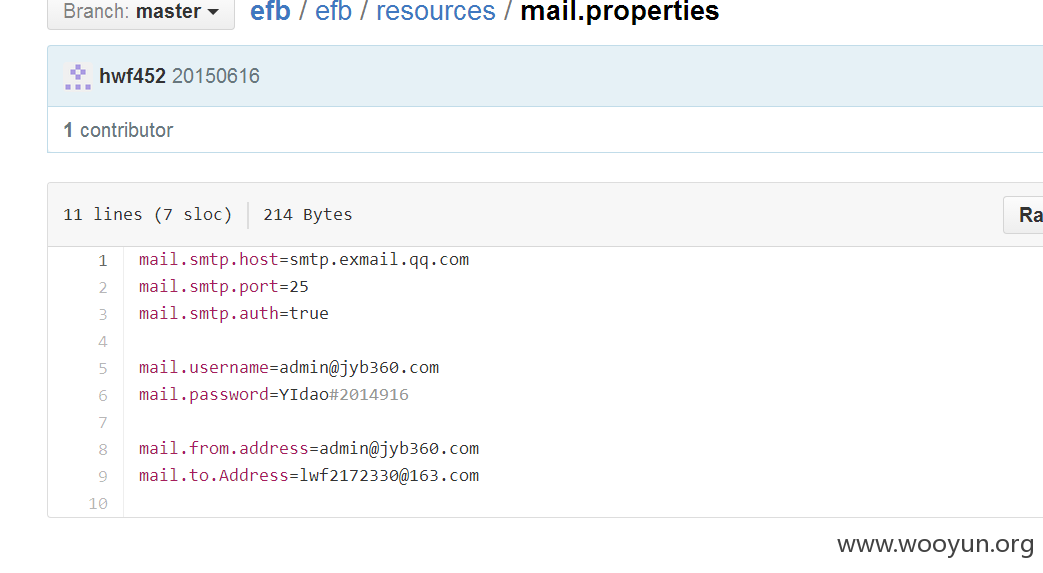 Branch: master efb / efb / resources / mail.properties
hwf452 20150616
1 contributor
11 lines (7 sloc) 214 Bytes
Ra
1 mail.smtp.host=smtp.exmail.qq.com
2 mail.smtp.port=25
3 mail.smtp.auth=true
4
5 mail.username=admin@jyb360.com
6 mail.password=YIdao#2014916
7
8 mail.from.address=admin@jyb360.com
9 mail.to.Address=lwf2172330@163.com
10
www.wooyun.org